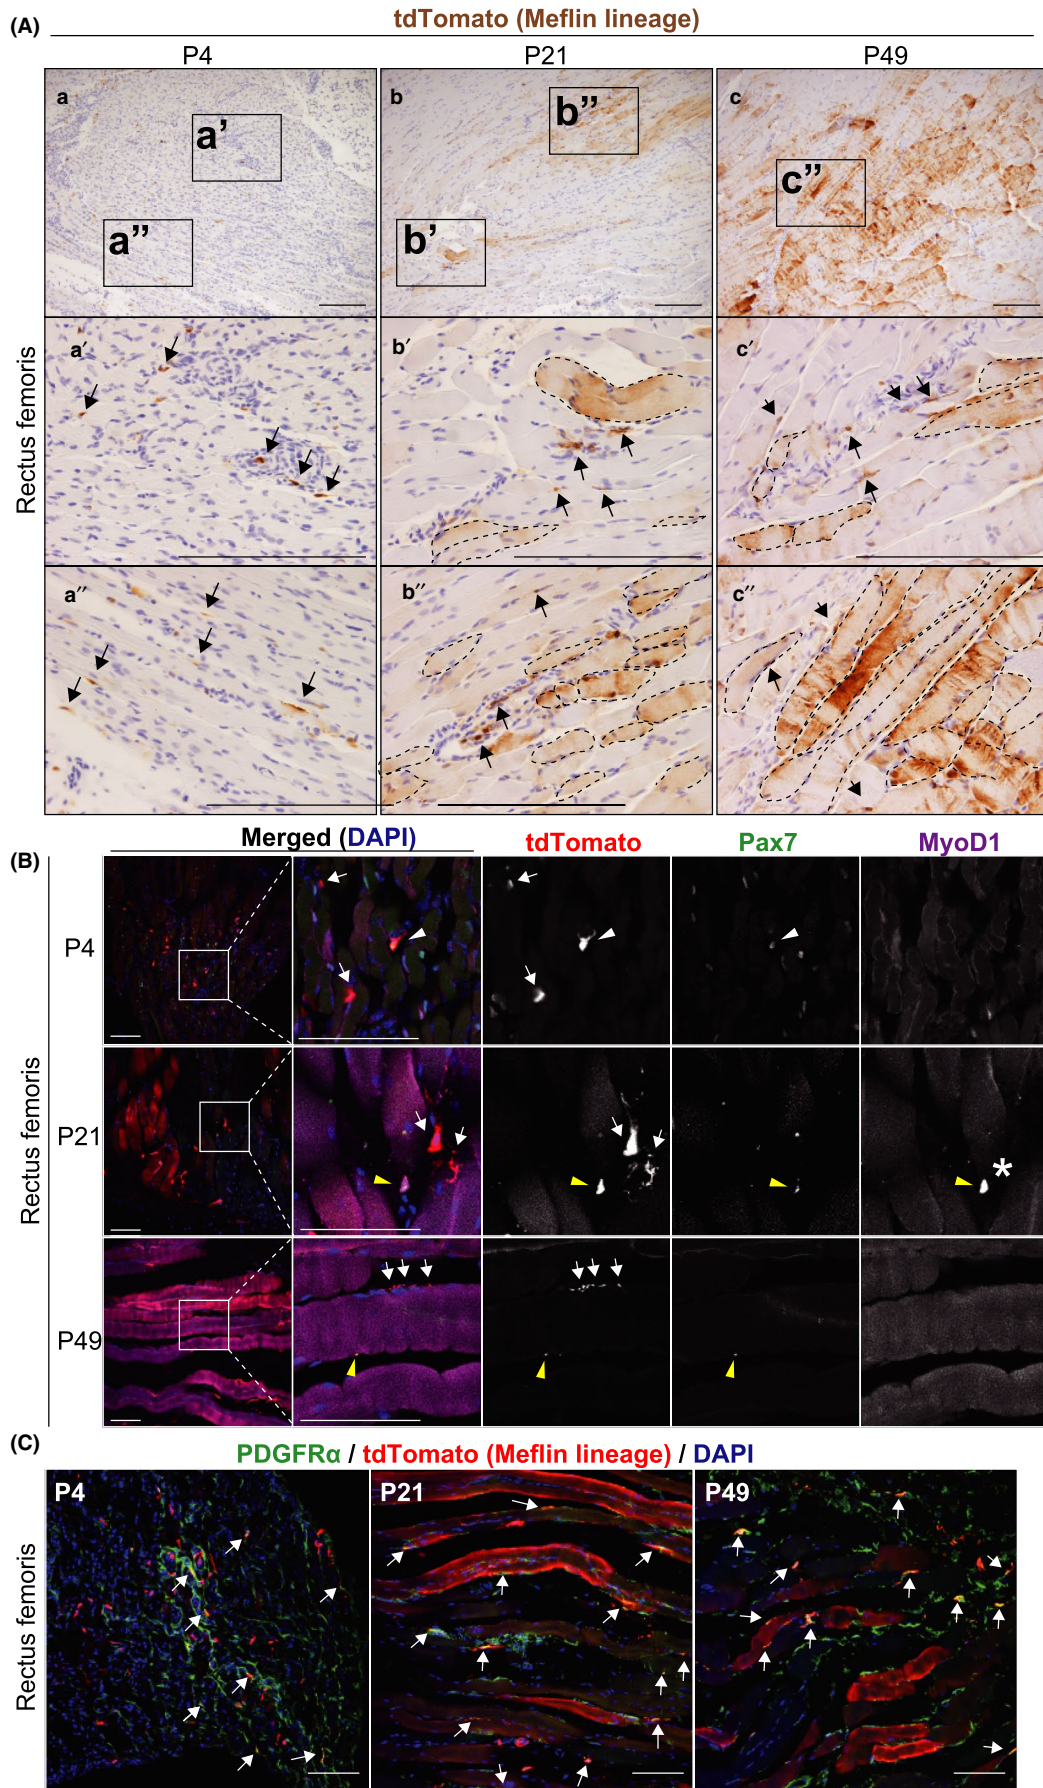 (A)
tdTomato (Meflin lineage)
P4 P21 P49
a b c
a’ b’’
a’’ b’ c’’
Rectus femoris
a′ b′ c′
a′′ b′′ c′′
(B)
Merged (DAPI) tdTomato Pax7 MyoD1
P4
Rectus femoris
P21
*
P49
(C)
PDGFRα / tdTomato (Meflin lineage) / DAPI
P4 P21 P49
Rectus femoris